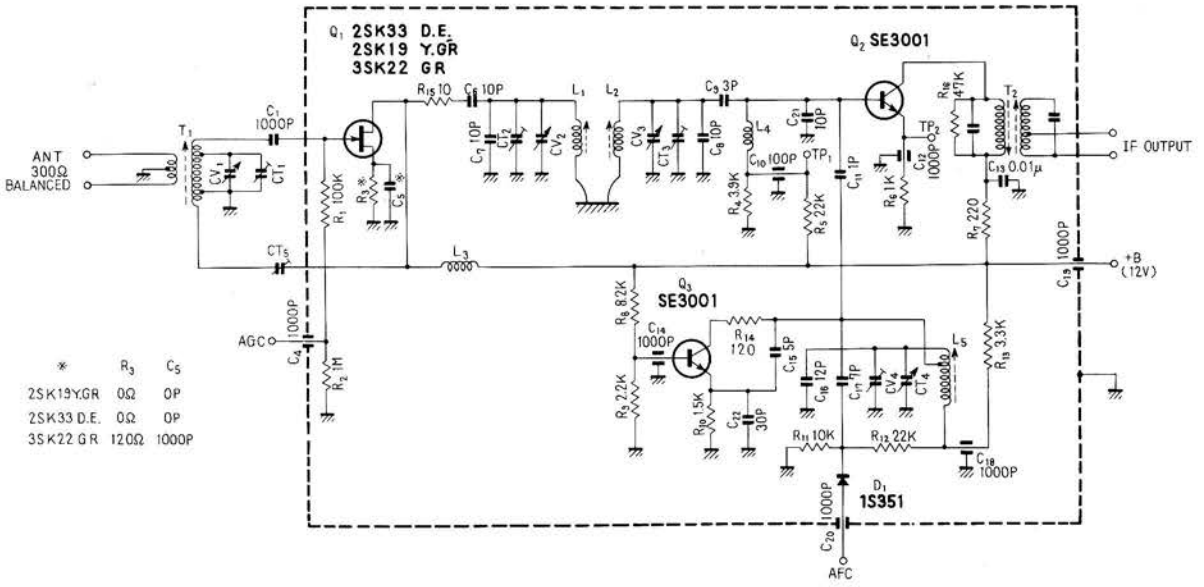 Q1 2SK33 D.E.
2SK19 Y.GR
3SK22 GR
Q2 SE3001
R15 10
C6 10P
L1
L2
C9 3P
R16 47K
T2
C1
1000P
T1
ANT
300Ω
BALANCED
CV1
CT1
R1 100K
R3 *
C5 *
C7 10P
CT2
CV2
CV3
CT3
C8 10P
L4
C21
10P
C10 100P
TP1
R4 3.9K
R5 22K
C11 1P
TP2
C12
1000P
R6 1K
C13 0.01μ
R7 220
IF OUTPUT
CT5
L3
1000P
C19
+B
(12V)
Q3
SE3001
R8 8.2K
C14
1000P
R14
120
C15 5P
L5
R13 3.3K
AGC
1000P
C4
R2 1M
R9 2.2K
R10 1.5K
C22
30P
C16 12P
C17 7P
CV4
CT4
R11 10K
R12 22K
C18
1000P
D1
1S351
1000P
C20
AFC
* R3 C5
2SK19Y.GR 0Ω 0P
2SK33 D.E. 0Ω 0P
3SK22 GR 120Ω 1000P